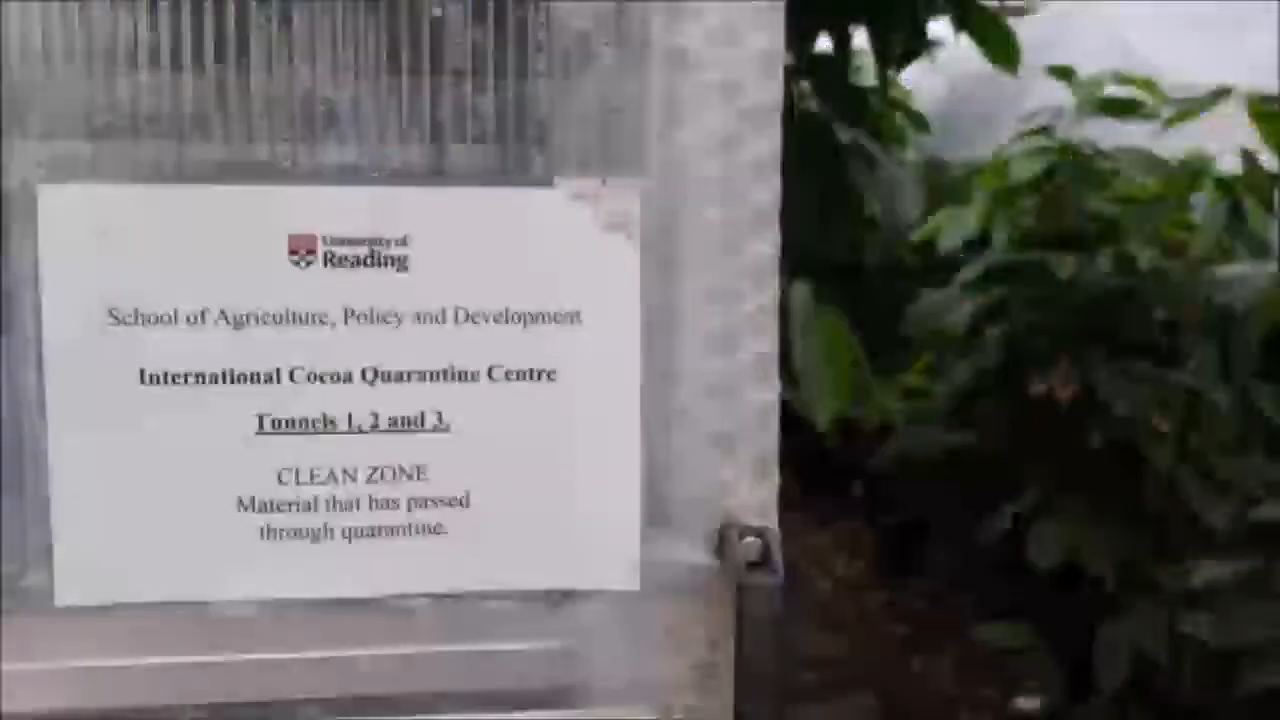 University of
Reading
School of Agriculture, Policy and Development
International Cocoa Quarantine Centre
Tunnels 1, 2 and 3.
CLEAN ZONE
Material that has passed
through quarantine.